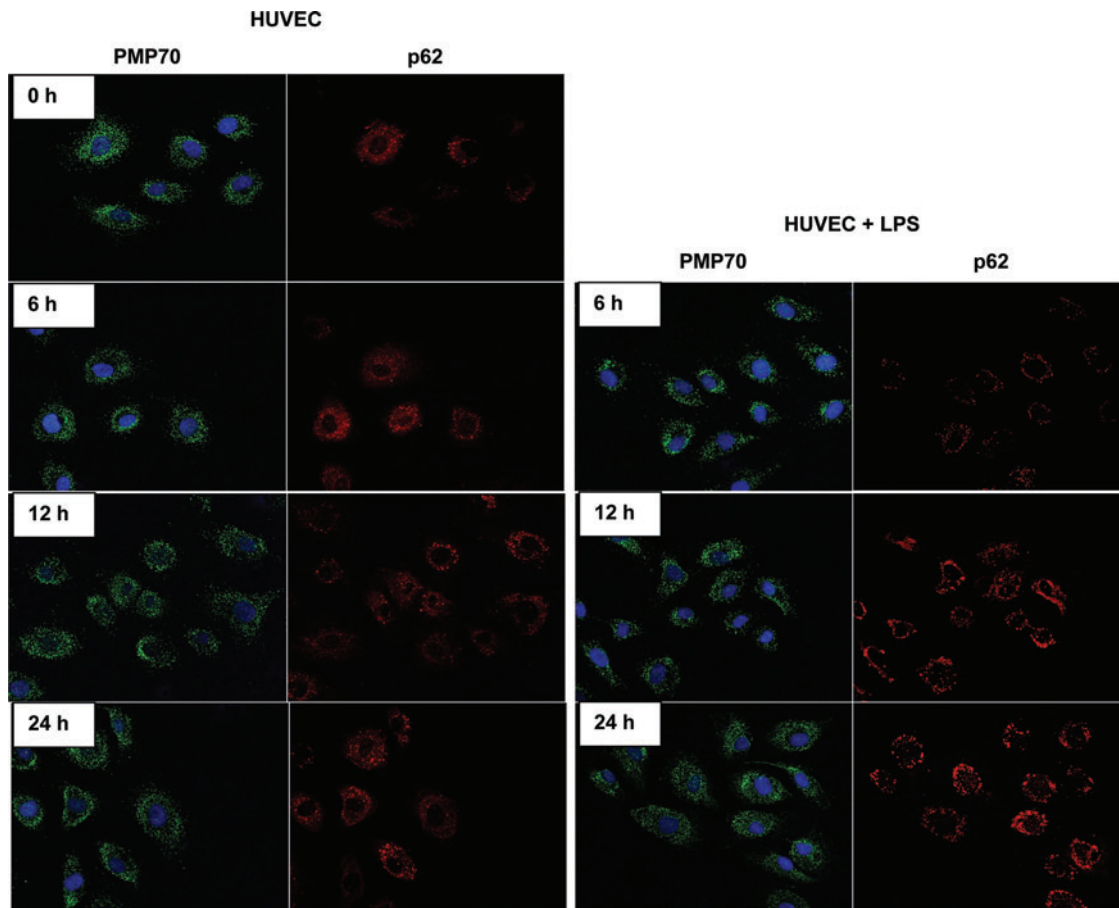 HUVEC
PMP70 p62
0 h
6 h
12 h
24 h
HUVEC + LPS
PMP70 p62
6 h
12 h
24 h